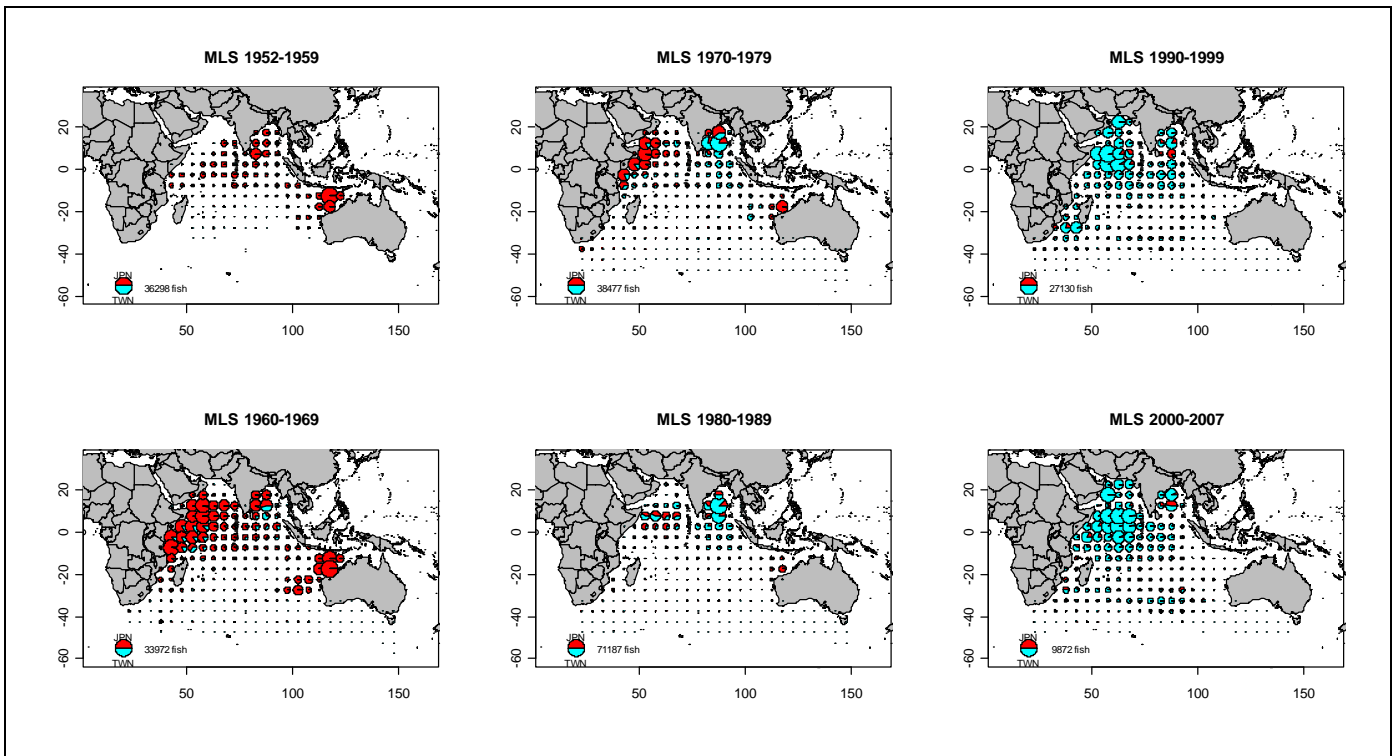 MLS 1952-1959
20
0
-20
-40
-60
JPN
36298 fish
TWN
50
100
150
MLS 1970-1979
20
0
-20
-40
-60
JPN
38477 fish
TWN
50
100
150
MLS 1990-1999
20
0
-20
-40
-60
JPN
27130 fish
TWN
50
100
150
MLS 1960-1969
20
0
-20
-40
-60
JPN
33972 fish
TWN
50
100
150
MLS 1980-1989
20
0
-20
-40
-60
JPN
71187 fish
TWN
50
100
150
MLS 2000-2007
20
0
-20
-40
-60
JPN
9872 fish
TWN
50
100
150